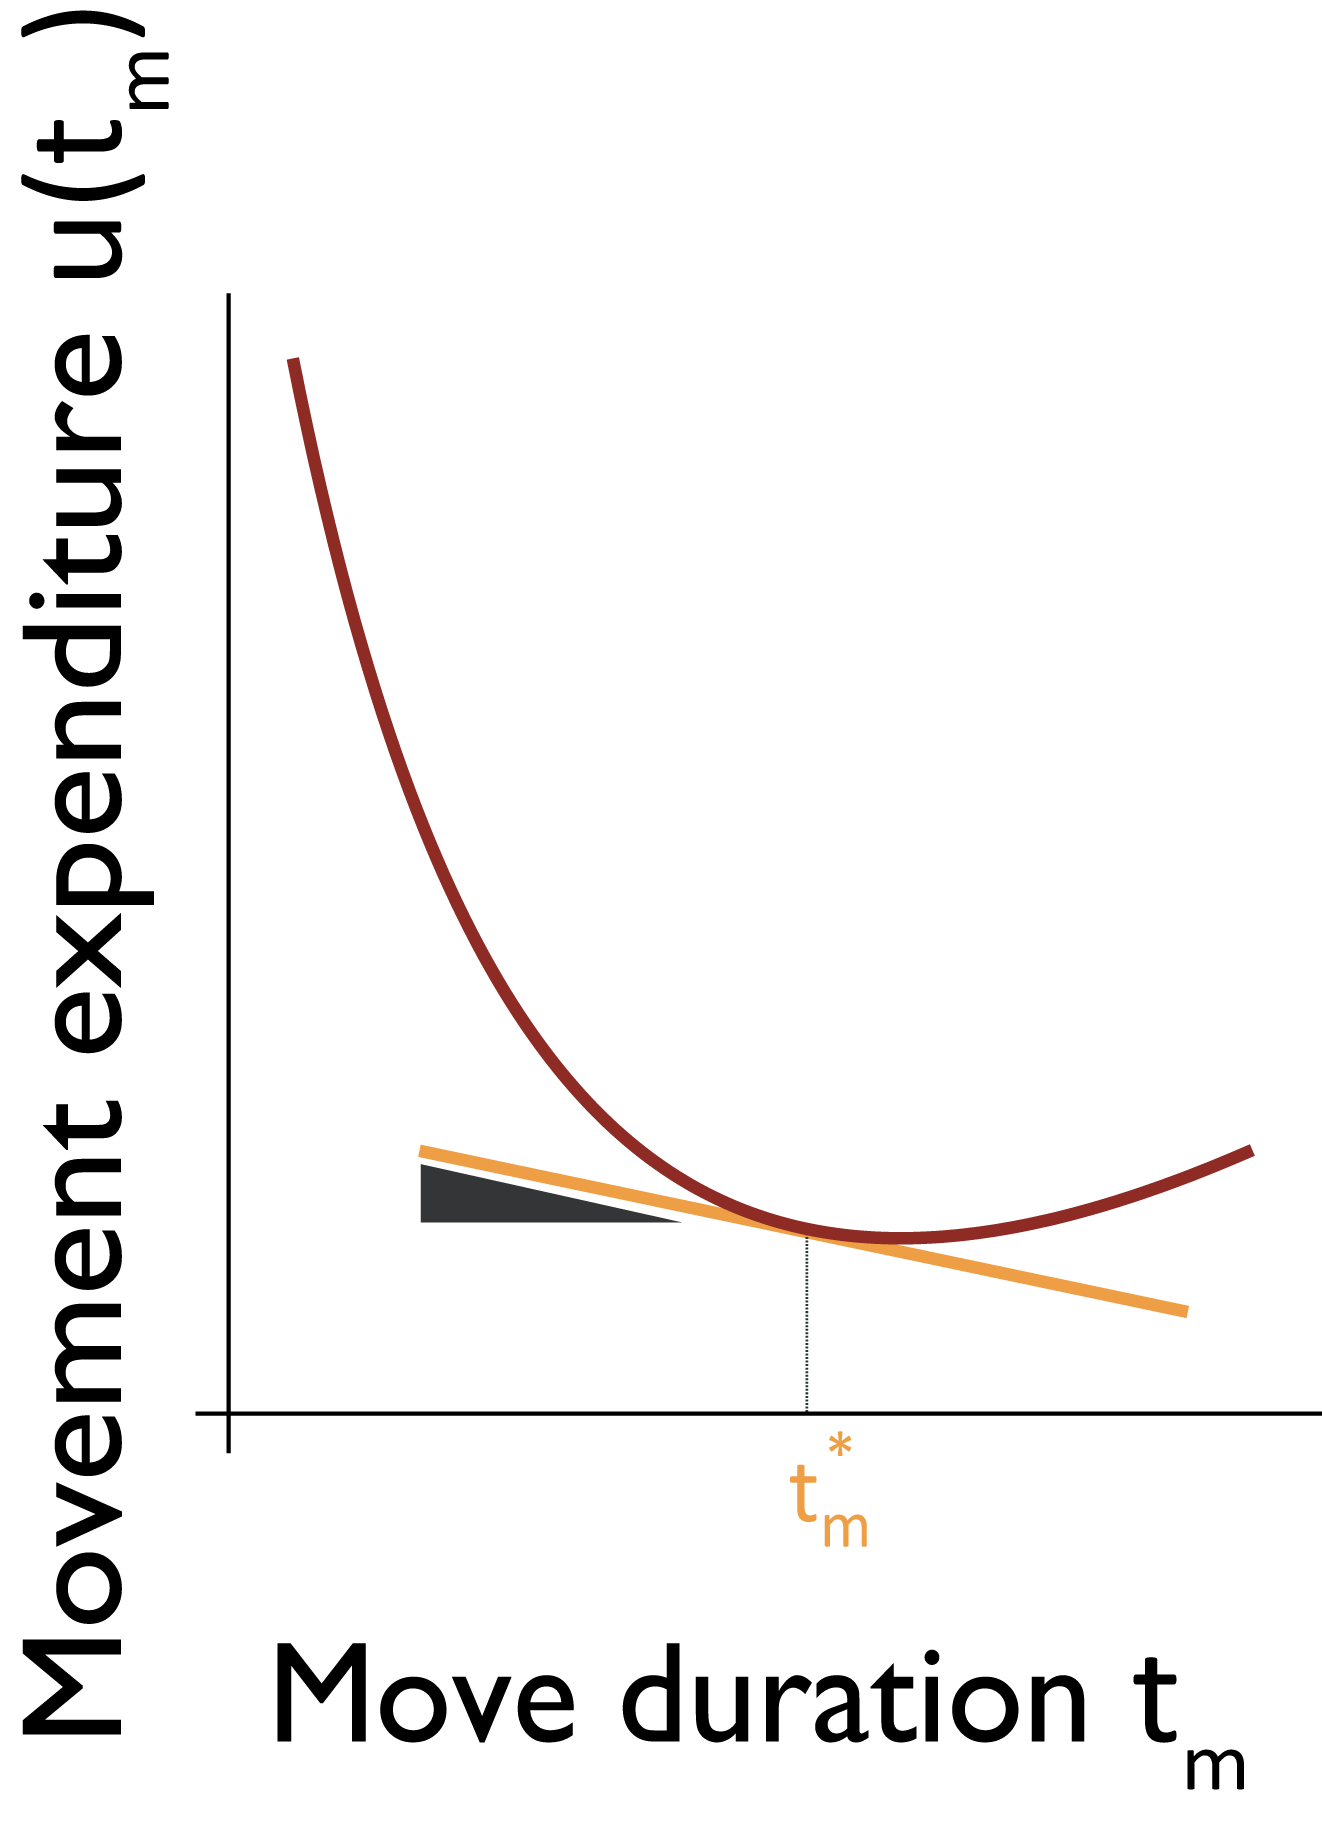 Movement expenditure u(tₘ)
tₘ*
Move duration tₘ